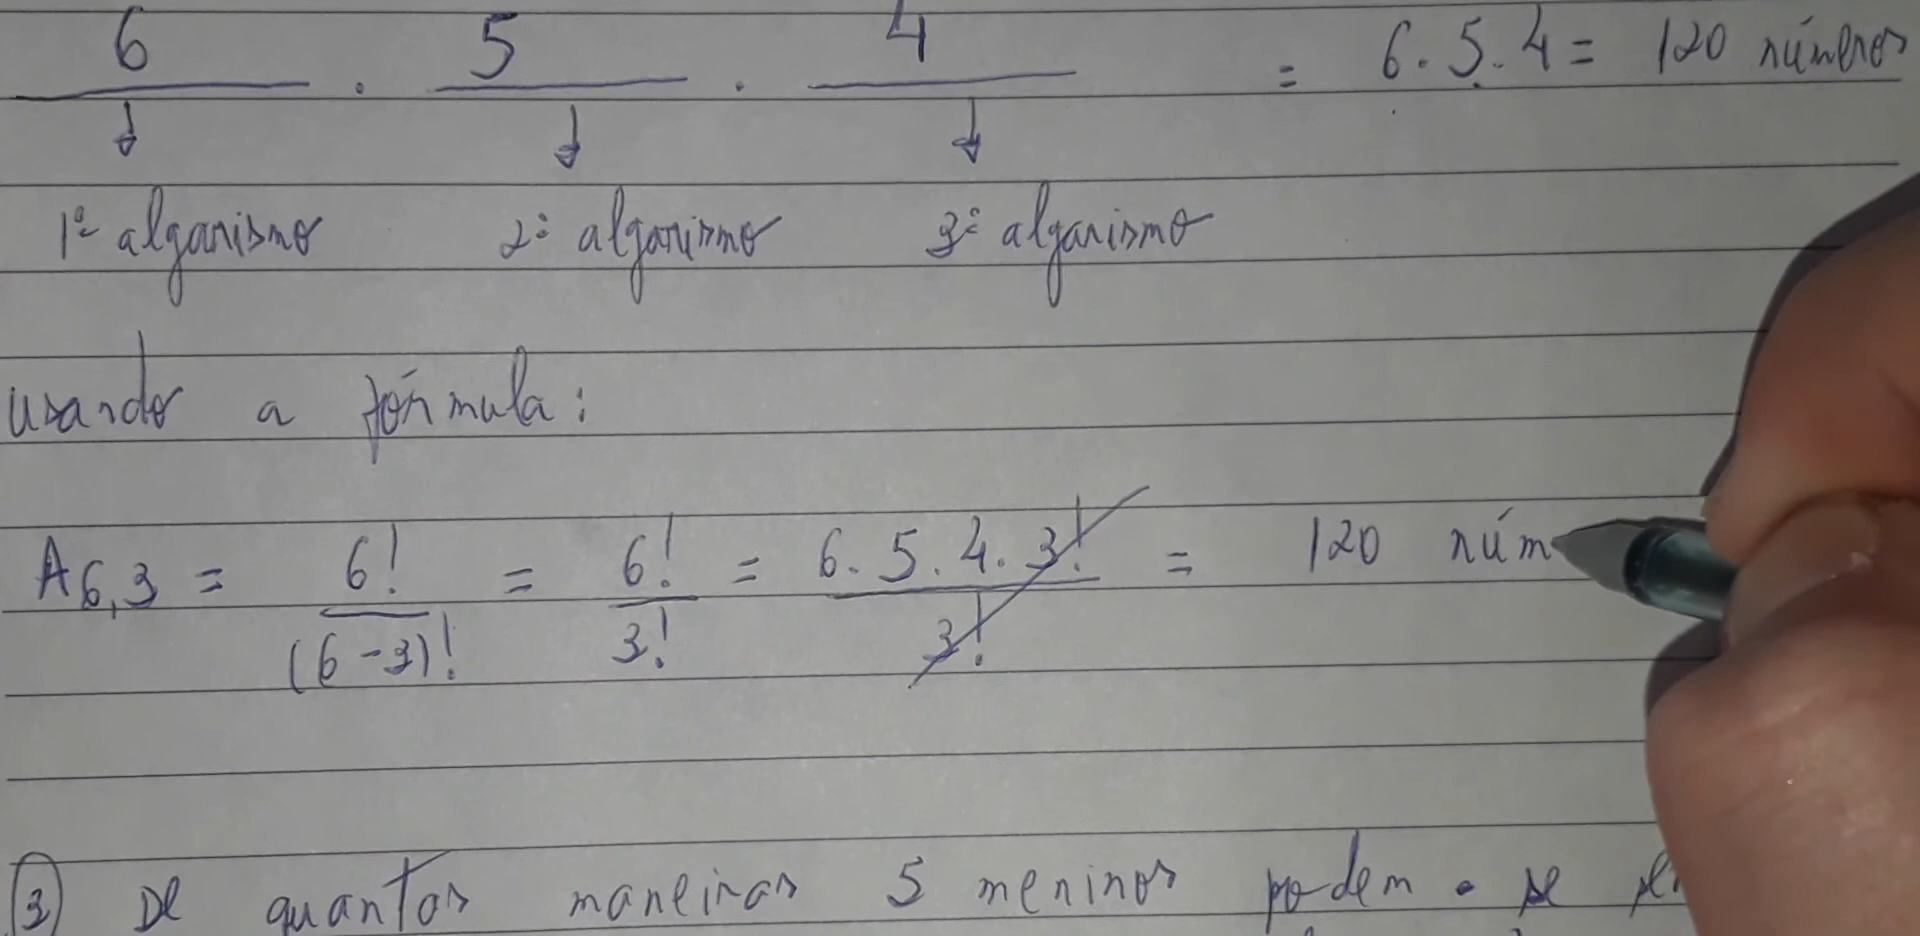 6 . 5 . 4 = 6.5.4 = 120 números
1º algarismo 2º algarismo 3º algarismo
usando a fórmula:
A6,3 = 6!/(6-3)! = 6!/3! = 6.5.4.3!/3! = 120 núm
3 De quantas maneiras 5 meninos podem se